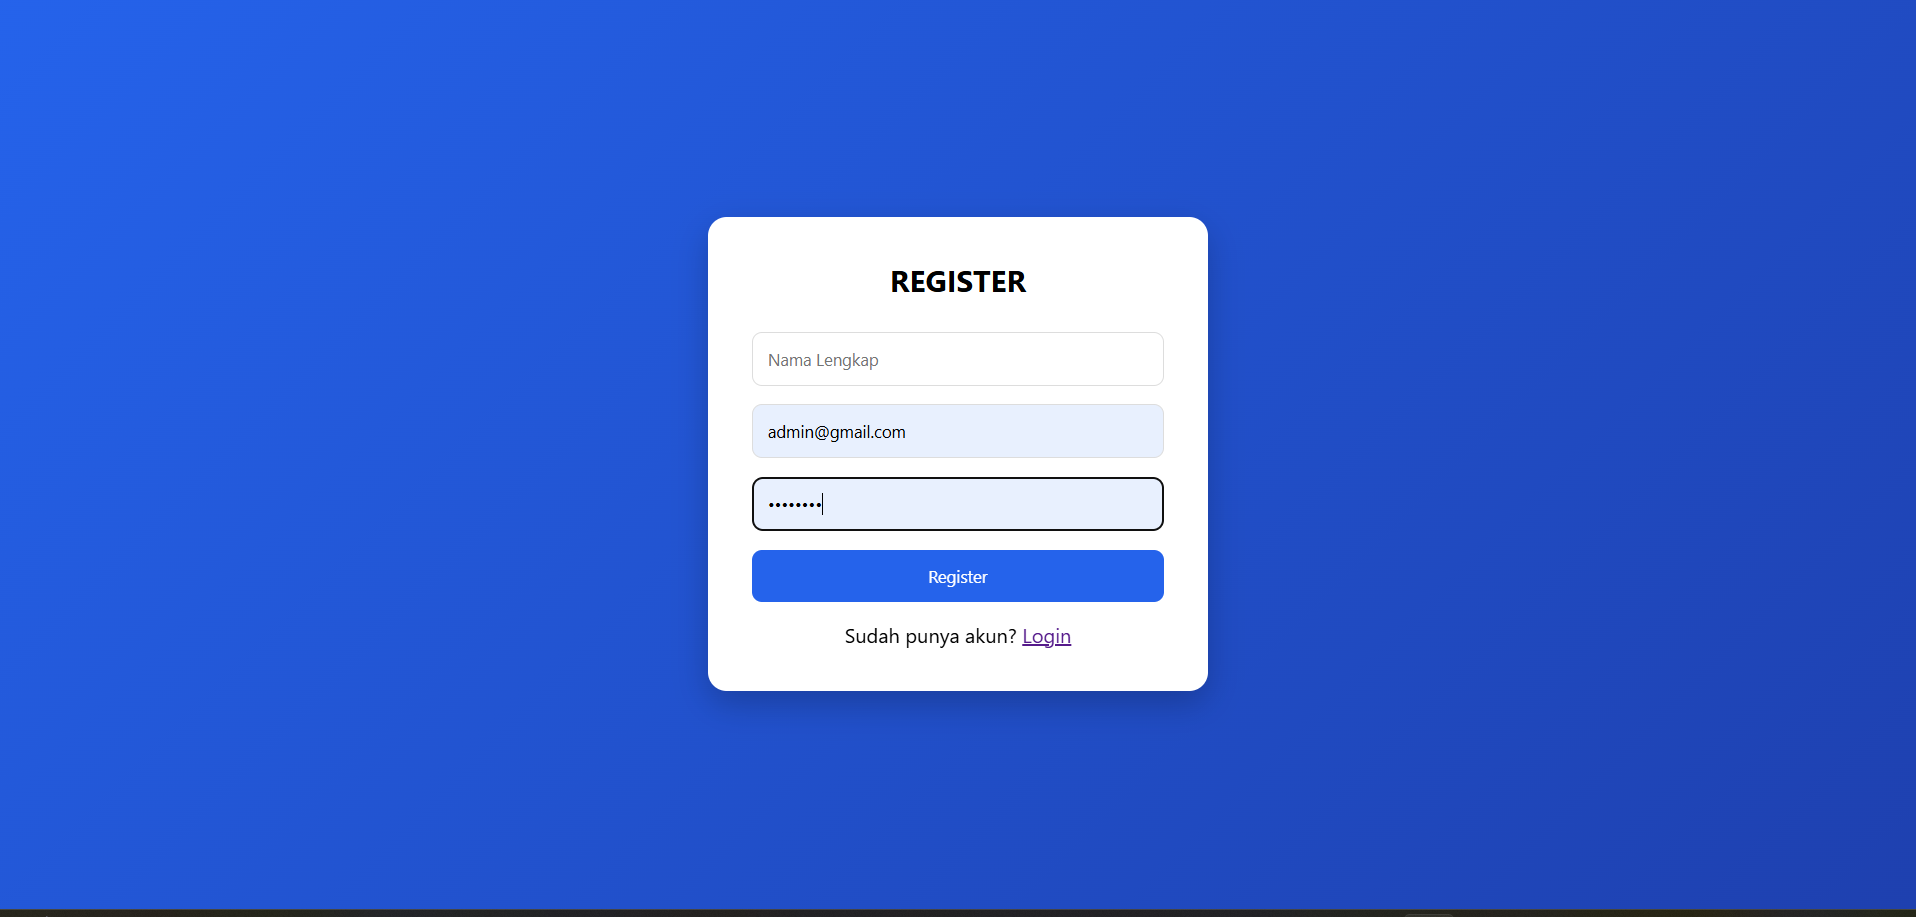 REGISTER
Nama Lengkap
admin@gmail.com
••••••••
Register
Sudah punya akun? Login